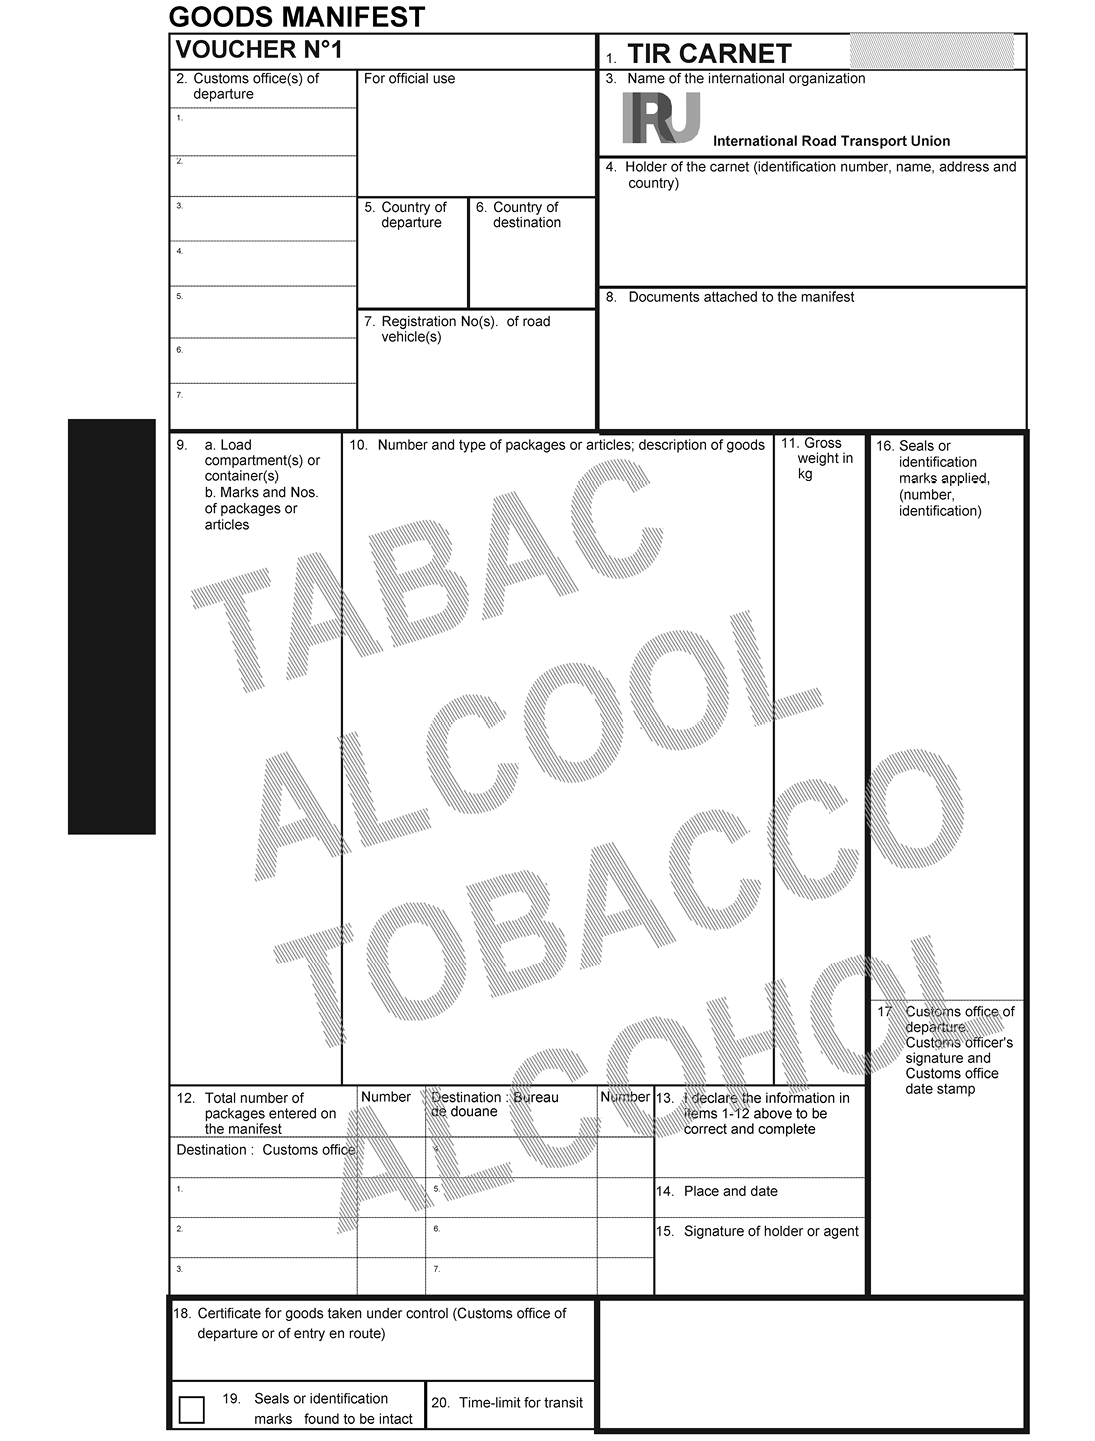 GOODS MANIFEST
VOUCHER N°1
1. TIR CARNET
2. Customs office(s) of
departure
1.
2.
3.
4.
5.
6.
7.
For official use
3. Name of the international organization
IRU
International Road Transport Union
4. Holder of the carnet (identification number, name, address and
country)
5. Country of
departure
6. Country of
destination
7. Registration No(s). of road
vehicle(s)
8. Documents attached to the manifest
9. a. Load
compartment(s) or
container(s)
b. Marks and Nos.
of packages or
articles
10. Number and type of packages or articles; description of goods
11. Gross
weight in
kg
16. Seals or
identification
marks applied,
(number,
identification)
TABAC
ALCOOL
TOBACCO
ALCOHOL
17 Customs office of
departure.
Customs officer's
signature and
Customs office
date stamp
12. Total number of
packages entered on
the manifest
Number
Destination : Bureau
de douane
Number
Destination : Customs office
1.
2.
3.
4.
5.
6.
7.
13. I declare the information in
items 1-12 above to be
correct and complete
14. Place and date
15. Signature of holder or agent
18. Certificate for goods taken under control (Customs office of
departure or of entry en route)
19. Seals or identification
marks found to be intact
20. Time-limit for transit